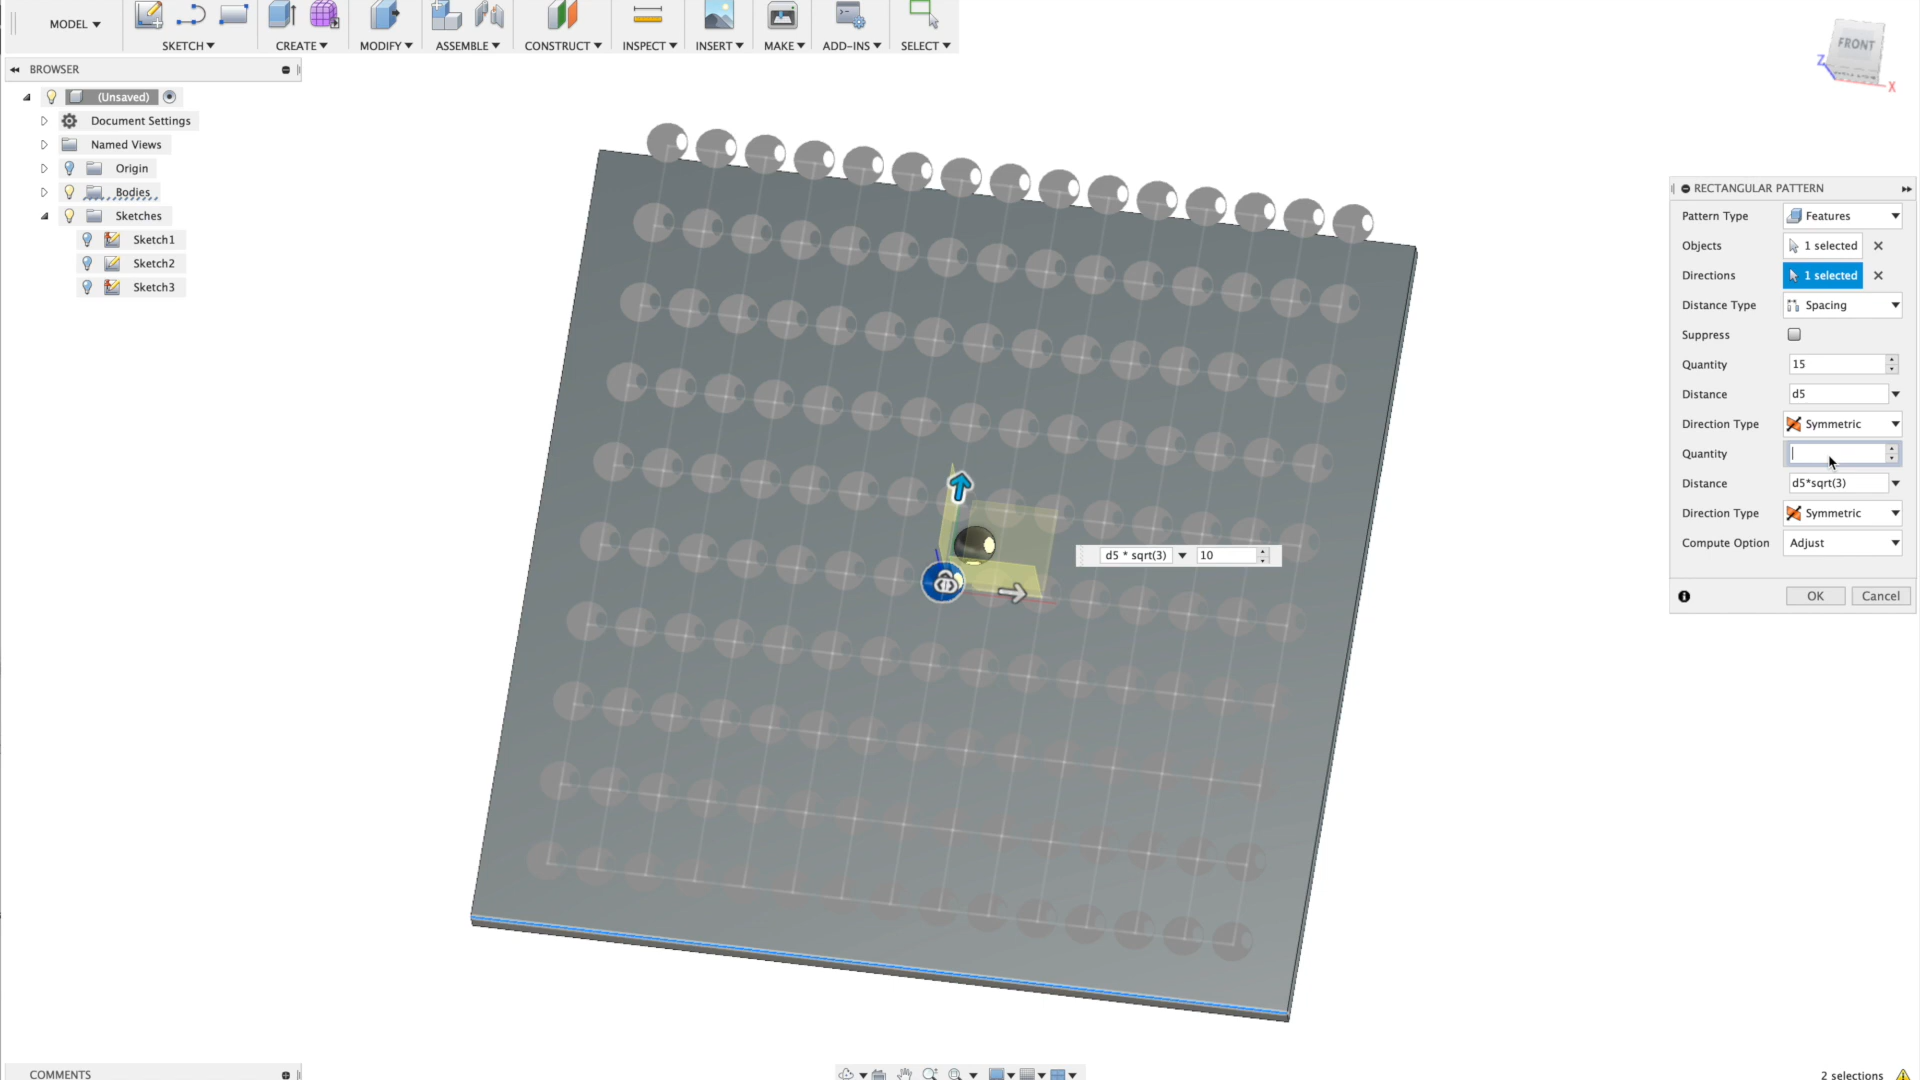 MODEL
SKETCH
CREATE
MODIFY
ASSEMBLE
CONSTRUCT
INSPECT
INSERT
MAKE
ADD-INS
SELECT
BROWSER
(Unsaved)
Document Settings
Named Views
Origin
Bodies
Sketches
Sketch1
Sketch2
Sketch3
FRONT
Z
X
RECTANGULAR PATTERN
Pattern Type Features
Objects 1 selected
Directions 1 selected
Distance Type Spacing
Suppress
Quantity 15
Distance d5
Direction Type Symmetric
Quantity
Distance d5*sqrt(3)
Direction Type Symmetric
Compute Option Adjust
OK Cancel
d5 * sqrt(3) 10
COMMENTS
2 selections